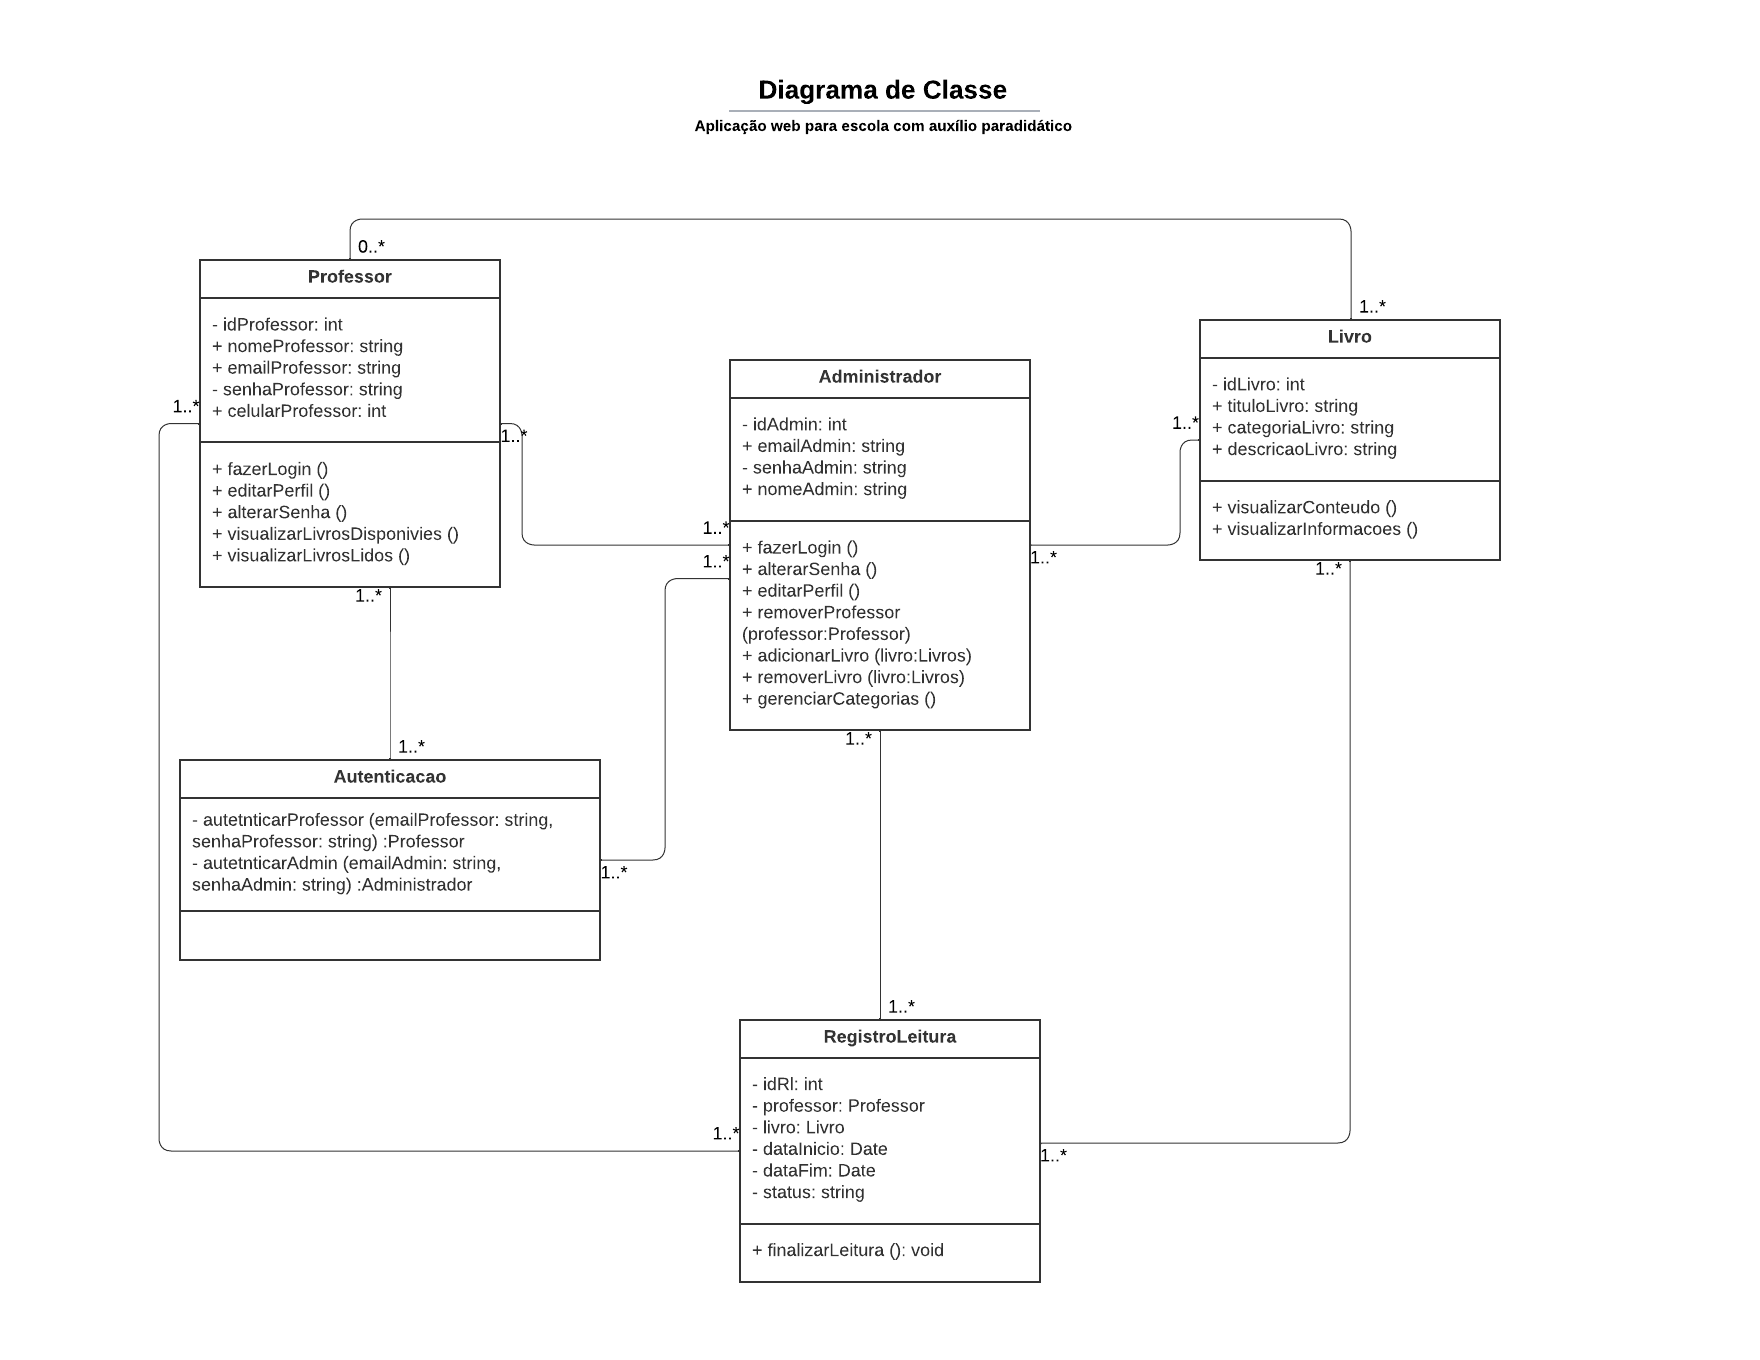 Diagrama de Classe
Aplicação web para escola com auxílio paradidático
0..*
Professor
- idProfessor: int
+ nomeProfessor: string
+ emailProfessor: string
- senhaProfessor: string
+ celularProfessor: int
1..*
1..*
+ fazerLogin ()
+ editarPerfil ()
+ alterarSenha ()
+ visualizarLivrosDisponivies ()
+ visualizarLivrosLidos ()
1..*
Administrador
- idAdmin: int
+ emailAdmin: string
- senhaAdmin: string
+ nomeAdmin: string
1..*
1..*
1..*
+ fazerLogin ()
+ alterarSenha ()
+ editarPerfil ()
+ removerProfessor
(professor:Professor)
+ adicionarLivro (livro:Livros)
+ removerLivro (livro:Livros)
+ gerenciarCategorias ()
1..*
1..*
Livro
- idLivro: int
+ tituloLivro: string
+ categoriaLivro: string
+ descricaoLivro: string
1..*
+ visualizarConteudo ()
+ visualizarInformacoes ()
1..*
1..*
Autenticacao
- autetnticarProfessor (emailProfessor: string,
senhaProfessor: string) :Professor
- autetnticarAdmin (emailAdmin: string,
senhaAdmin: string) :Administrador
1..*
1..*
RegistroLeitura
- idRl: int
- professor: Professor
- livro: Livro
- dataInicio: Date
- dataFim: Date
- status: string
1..*
1..*
+ finalizarLeitura (): void